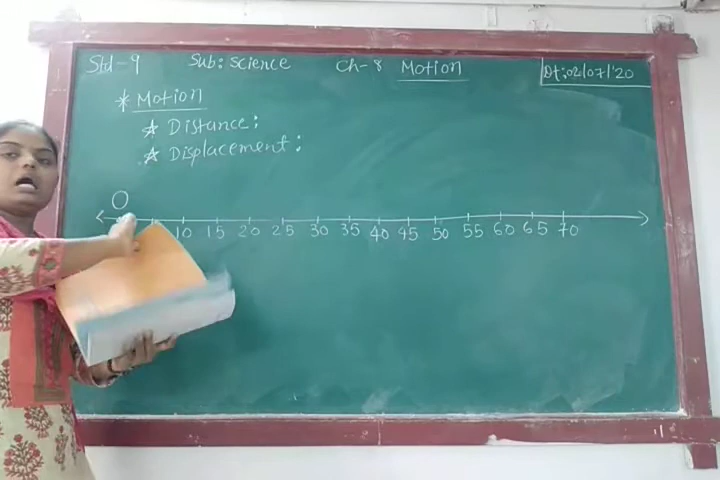 Std-9 Sub: Science Ch-8 Motion Dt:02/07/'20
* Motion
* Distance:
* Displacement:
O
10 15 20 25 30 35 40 45 50 55 60 65 70